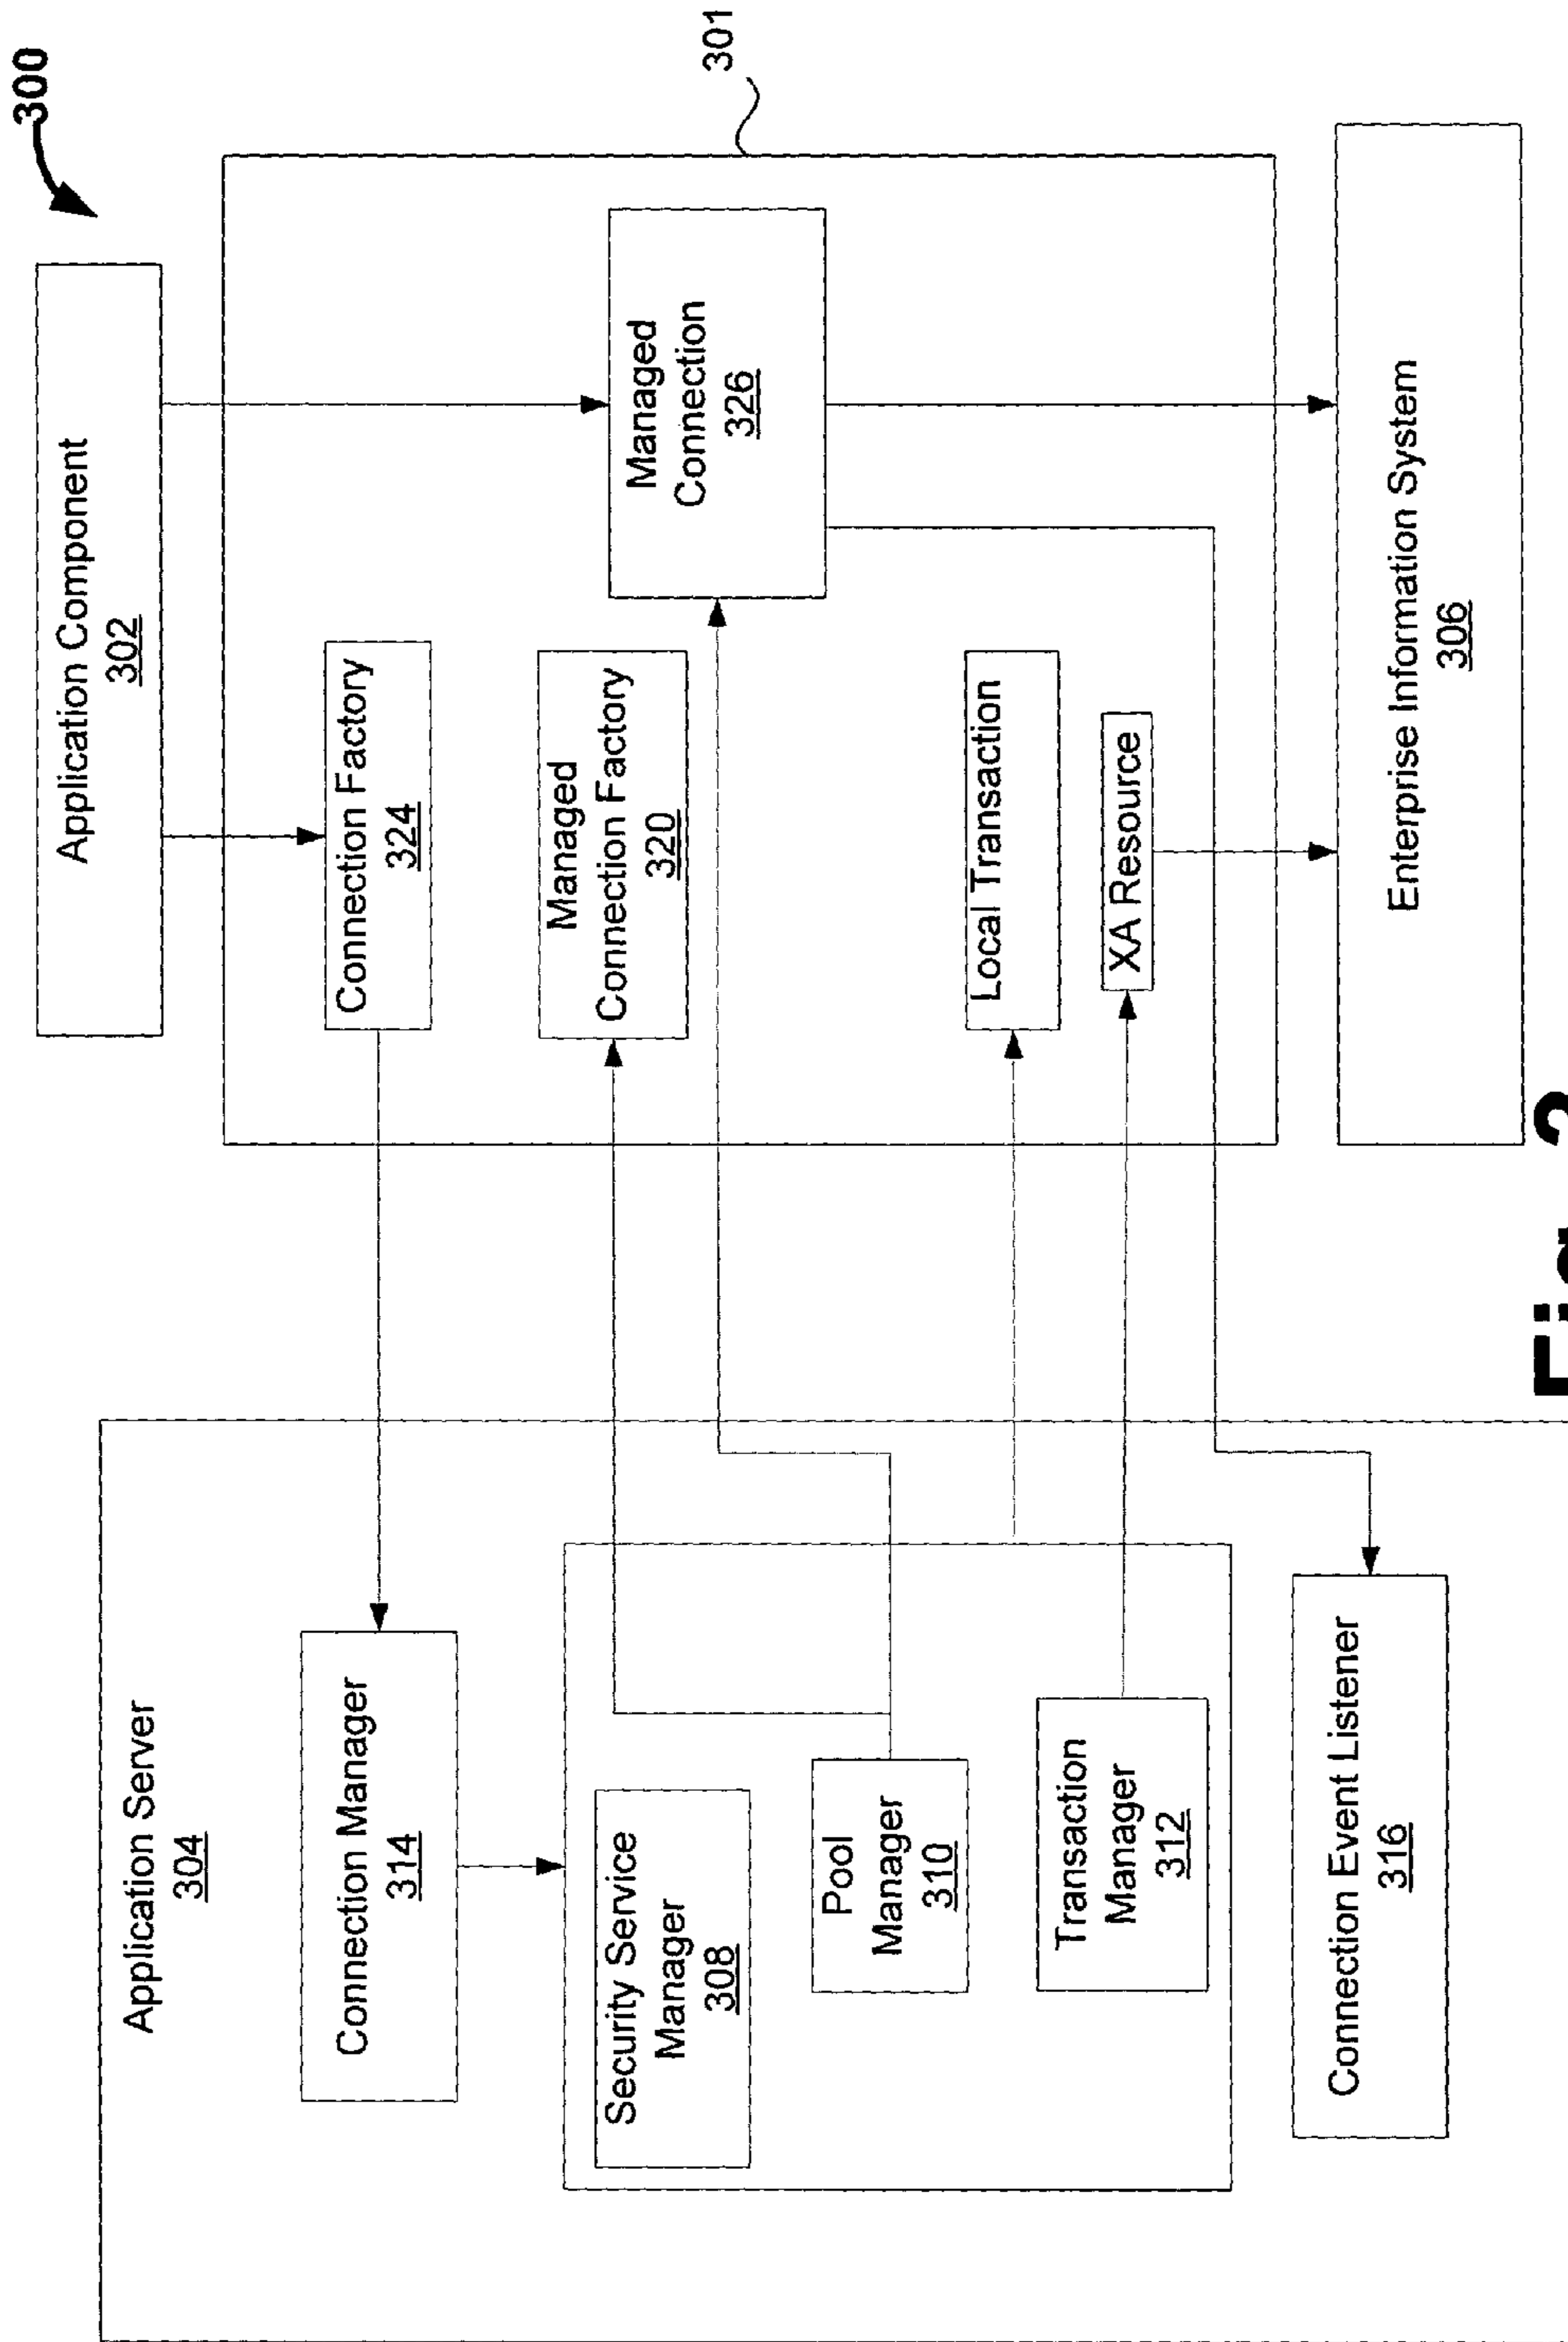 300
Application Component
302
301
Application Server
304
Connection Factory
324
Connection Manager
314
Managed
Connection Factory
320
Managed
Connection
326
Security Service
Manager
308
Pool
Manager
310
Local Transaction
Transaction
Manager
312
XA Resource
Connection Event Listener
316
Enterprise Information System
306